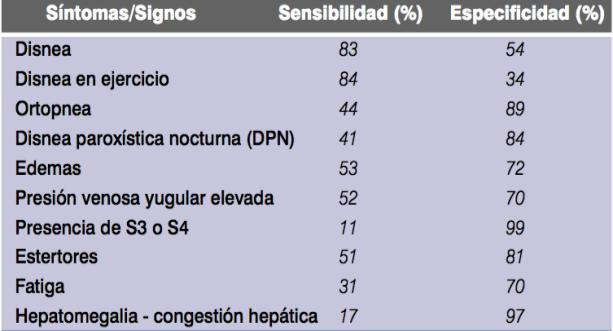 Síntomas/Signos Sensibilidad (%) Especificidad (%)
Disnea 83 54
Disnea en ejercicio 84 34
Ortopnea 44 89
Disnea paroxística nocturna (DPN) 41 84
Edemas 53 72
Presión venosa yugular elevada 52 70
Presencia de S3 o S4 11 99
Estertores 51 81
Fatiga 31 70
Hepatomegalia - congestión hepática 17 97